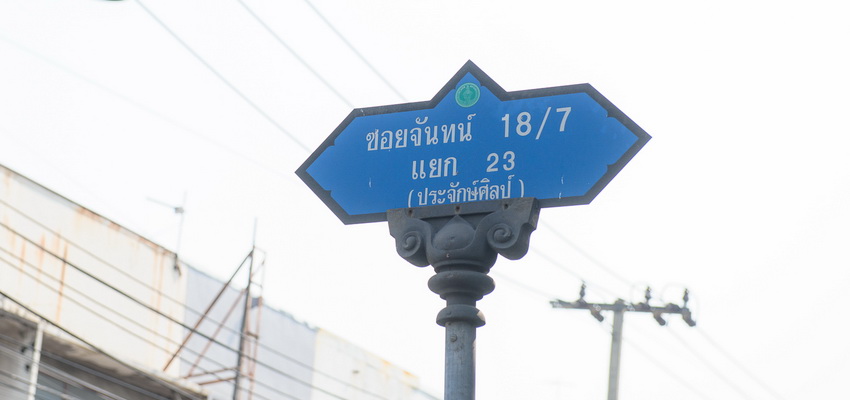 ซอยจันทน์ 18/7
แยก 23
(ประจักษ์ศิลป์)